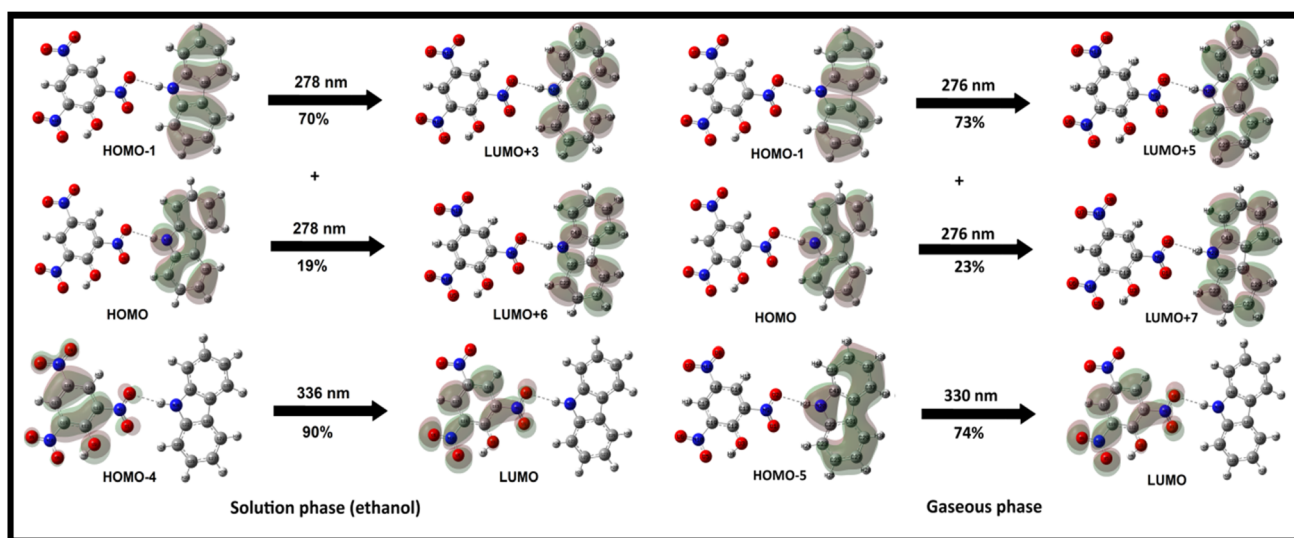 278 nm
70%
HOMO-1
LUMO+3
+
278 nm
19%
HOMO
LUMO+6
336 nm
90%
HOMO-4
LUMO
Solution phase (ethanol)
276 nm
73%
HOMO-1
LUMO+5
+
276 nm
23%
HOMO
LUMO+7
330 nm
74%
HOMO-5
LUMO
Gaseous phase